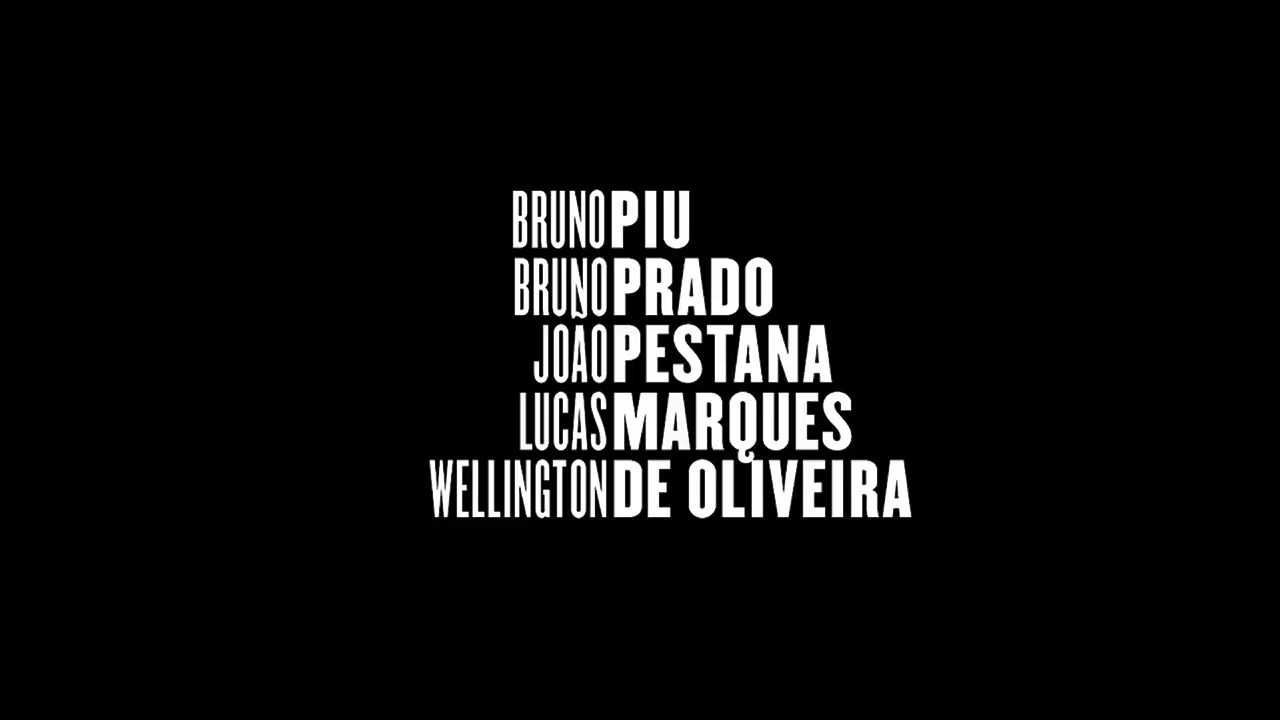 BRUNO PIU
BRUNO PRADO
JOÃO PESTANA
LUCAS MARQUES
WELLINGTON DE OLIVEIRA